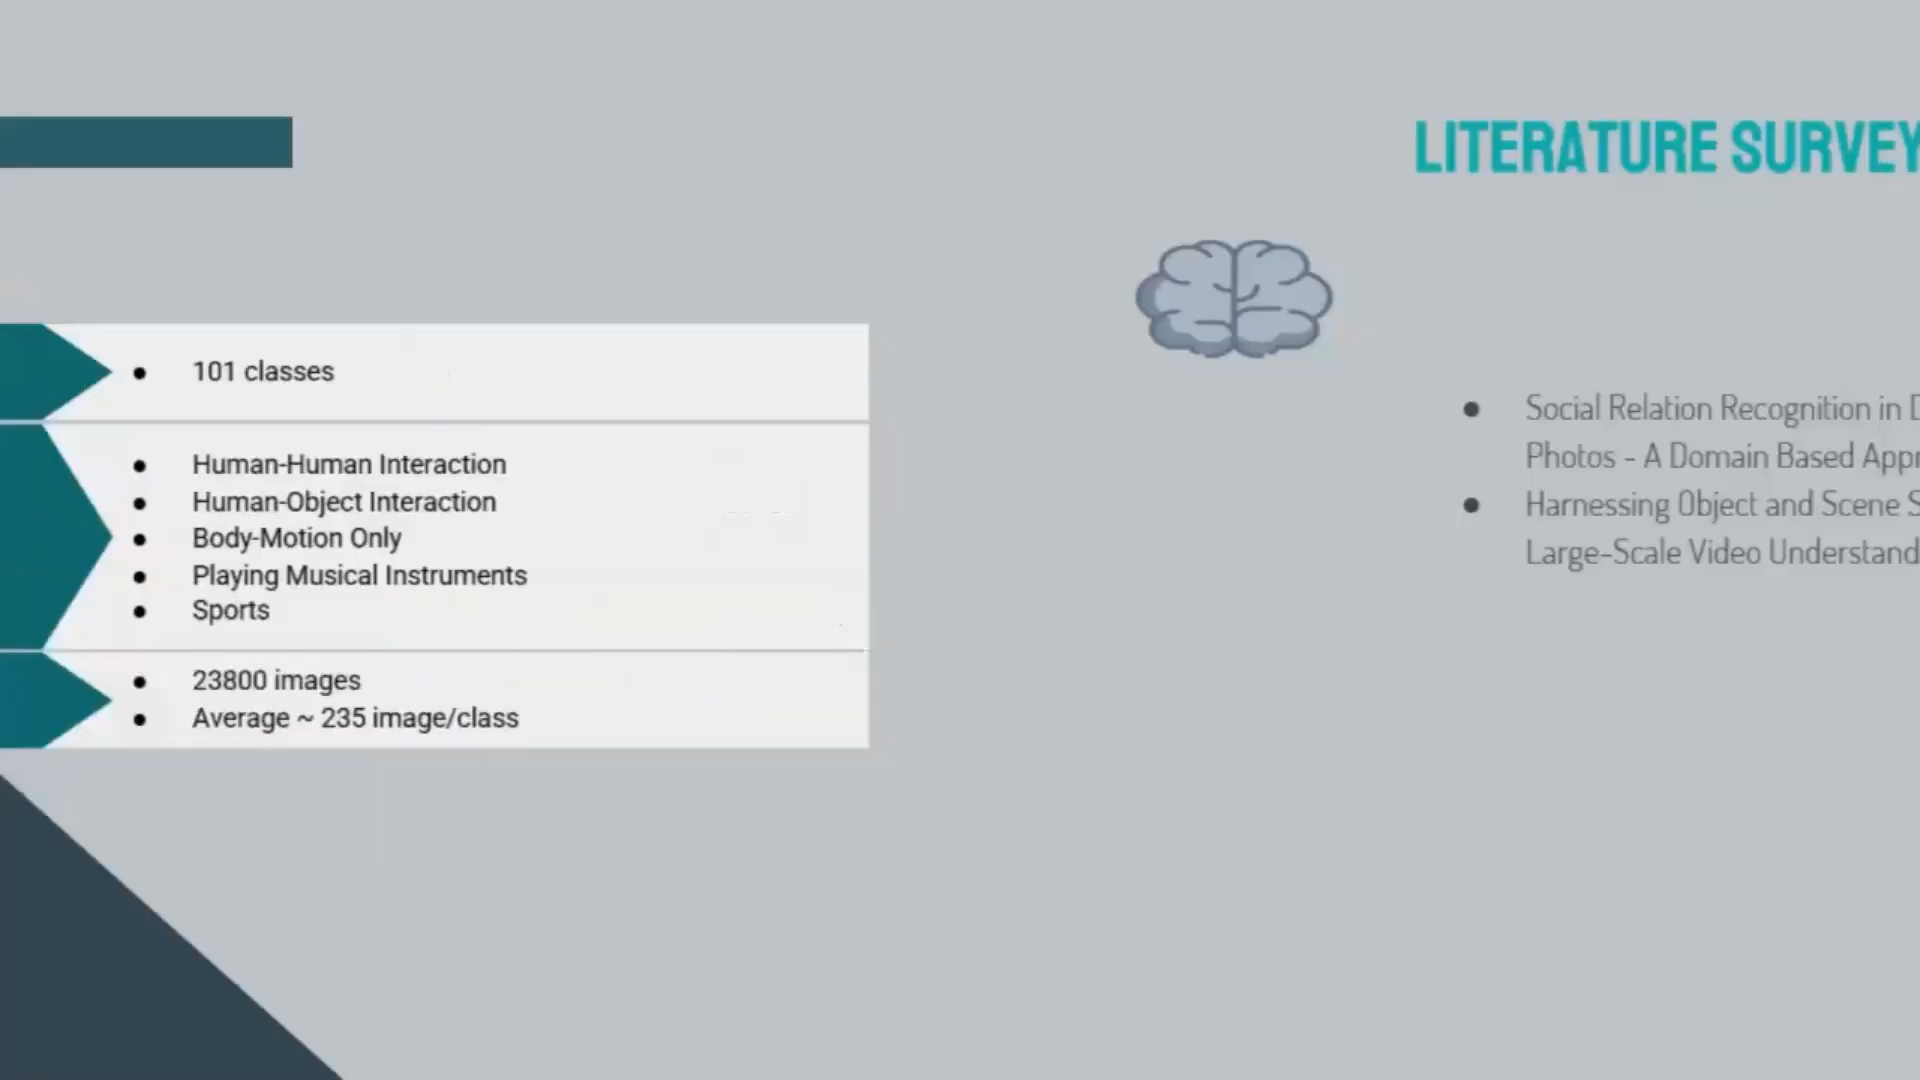 LITERATURE SURVEY
● 101 classes
● Human-Human Interaction
● Human-Object Interaction
● Body-Motion Only
● Playing Musical Instruments
● Sports
● 23800 images
● Average ~ 235 image/class
● Social Relation Recognition in
Photos - A Domain Based
● Harnessing Object and Scene
Large-Scale Video